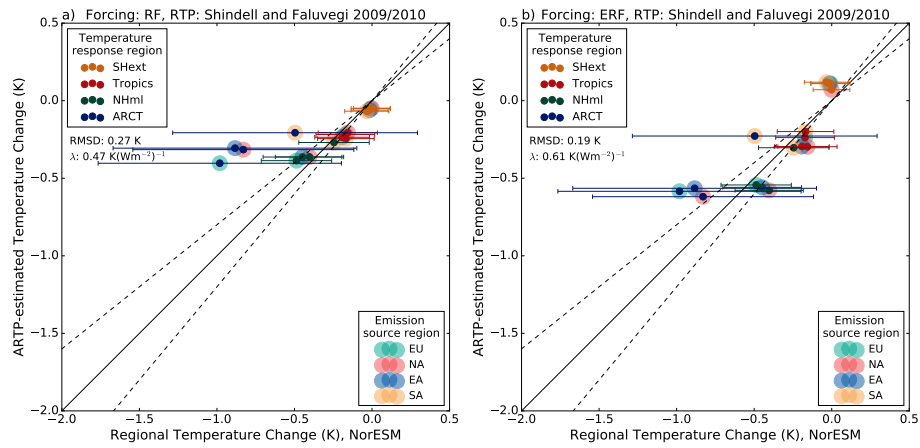 a) Forcing: RF, RTP: Shindell and Faluvegi 2009/2010
0.5
0.0
−0.5
−1.0
−1.5
−2.0
ARTP-estimated Temperature Change (K)
Temperature
response region
SHext
Tropics
NHml
ARCT
RMSD: 0.27 K
λ: 0.47 K(Wm−2)−1
Emission
source region
EU
NA
EA
SA
−2.0 −1.5 −1.0 −0.5 0.0 0.5
Regional Temperature Change (K), NorESM
b) Forcing: ERF, RTP: Shindell and Faluvegi 2009/2010
0.5
0.0
−0.5
−1.0
−1.5
−2.0
ARTP-estimated Temperature Change (K)
Temperature
response region
SHext
Tropics
NHml
ARCT
RMSD: 0.19 K
λ: 0.61 K(Wm−2)−1
Emission
source region
EU
NA
EA
SA
−2.0 −1.5 −1.0 −0.5 0.0 0.5
Regional Temperature Change (K), NorESM